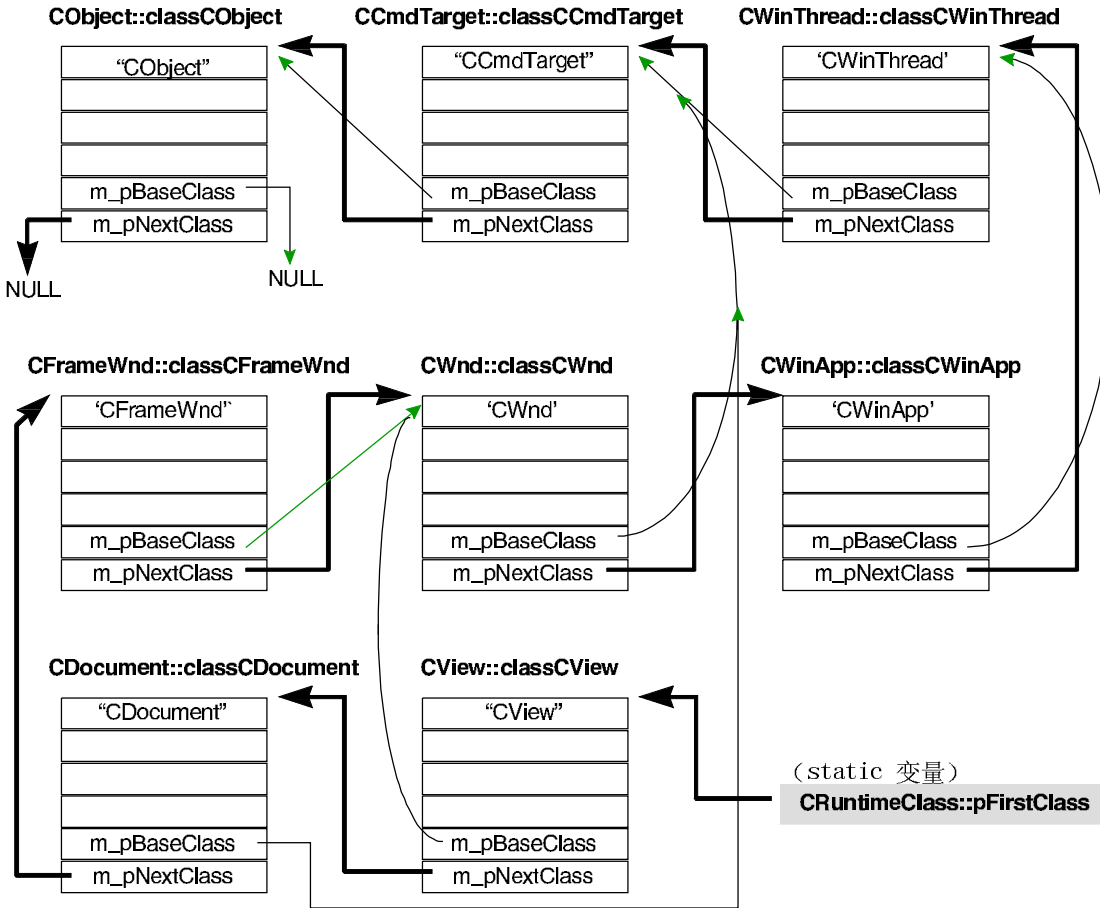 CObject::classCObject
CCmdTarget::classCCmdTarget
CWinThread::classCWinThread
“CObject”
“CCmdTarget”
‘CWinThread’
m_pBaseClass
m_pBaseClass
m_pBaseClass
m_pNextClass
m_pNextClass
m_pNextClass
NULL
NULL
CFrameWnd::classCFrameWnd
CWnd::classCWnd
CWinApp::classCWinApp
‘CFrameWnd‵
‘CWnd’
‘CWinApp’
m_pBaseClass
m_pBaseClass
m_pBaseClass
m_pNextClass
m_pNextClass
m_pNextClass
CDocument::classCDocument
CView::classCView
“CDocument”
“CView”
（static 变量）
CRuntimeClass::pFirstClass
m_pBaseClass
m_pBaseClass
m_pNextClass
m_pNextClass